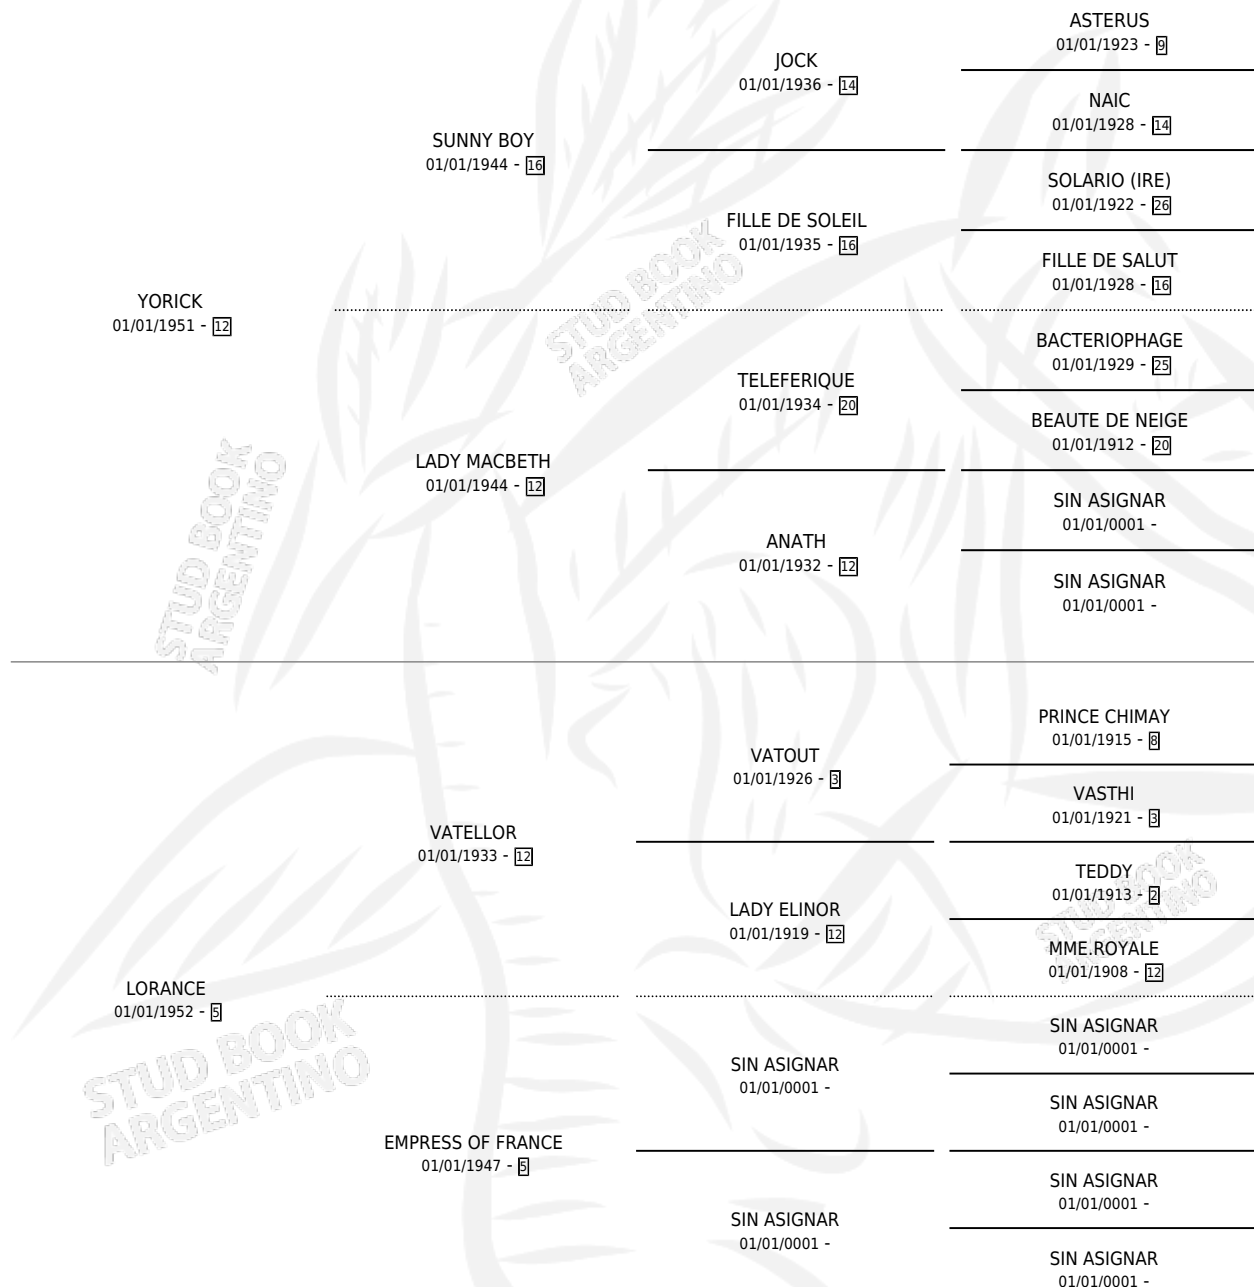 ASTERUS
01/01/1923 - 9
JOCK
01/01/1936 - 14
NAIC
01/01/1928 - 14
SUNNY BOY
01/01/1944 - 16
SOLARIO (IRE)
01/01/1922 - 26
FILLE DE SOLEIL
01/01/1935 - 16
FILLE DE SALUT
01/01/1928 - 16
YORICK
01/01/1951 - 12
BACTERIOPHAGE
01/01/1929 - 25
TELEFERIQUE
01/01/1934 - 20
BEAUTE DE NEIGE
01/01/1912 - 20
LADY MACBETH
01/01/1944 - 12
SIN ASIGNAR
01/01/0001 -
ANATH
01/01/1932 - 12
SIN ASIGNAR
01/01/0001 -
STUD BOOK
ARGENTINO
STUD BOOK
ARGENTINO
PRINCE CHIMAY
01/01/1915 - 8
VATOUT
01/01/1926 - 3
VASTHI
01/01/1921 - 3
VATELLOR
01/01/1933 - 12
TEDDY
01/01/1913 - 2
LADY ELINOR
01/01/1919 - 12
MME.ROYALE
01/01/1908 - 12
STUD BOOK
ARGENTINO
LORANCE
01/01/1952 - 5
SIN ASIGNAR
01/01/0001 -
SIN ASIGNAR
01/01/0001 -
SIN ASIGNAR
01/01/0001 -
EMPRESS OF FRANCE
01/01/1947 - 5
SIN ASIGNAR
01/01/0001 -
SIN ASIGNAR
01/01/0001 -
SIN ASIGNAR
01/01/0001 -
STUD BOOK
ARGENTINO